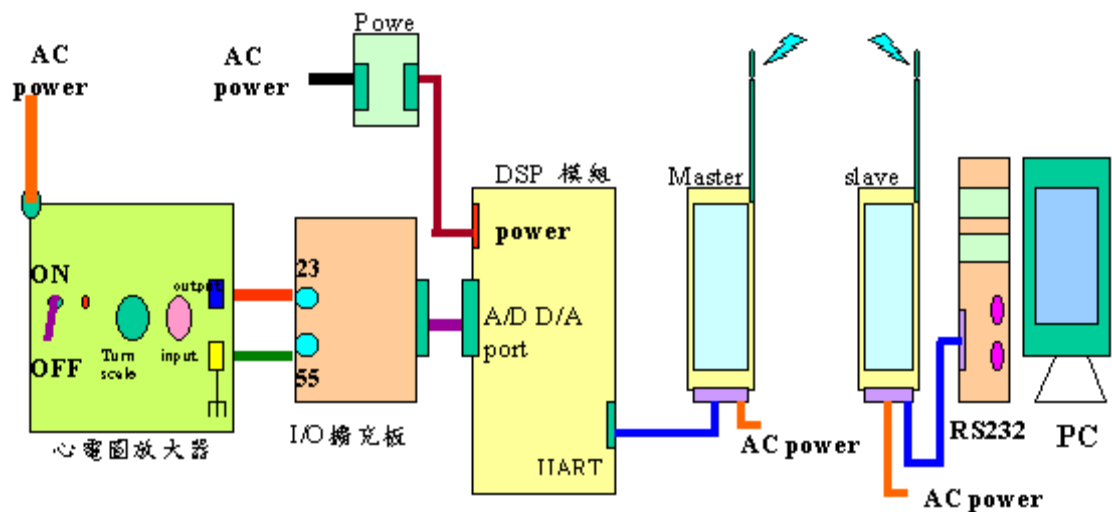 AC
power
AC
power
Powe
ON
OFF
output
Turn
scale
input
心電圖放大器
23
55
I/O擴充板
DSP 模組
power
A/D D/A
port
UART
Master
AC power
slave
AC power
RS232
PC